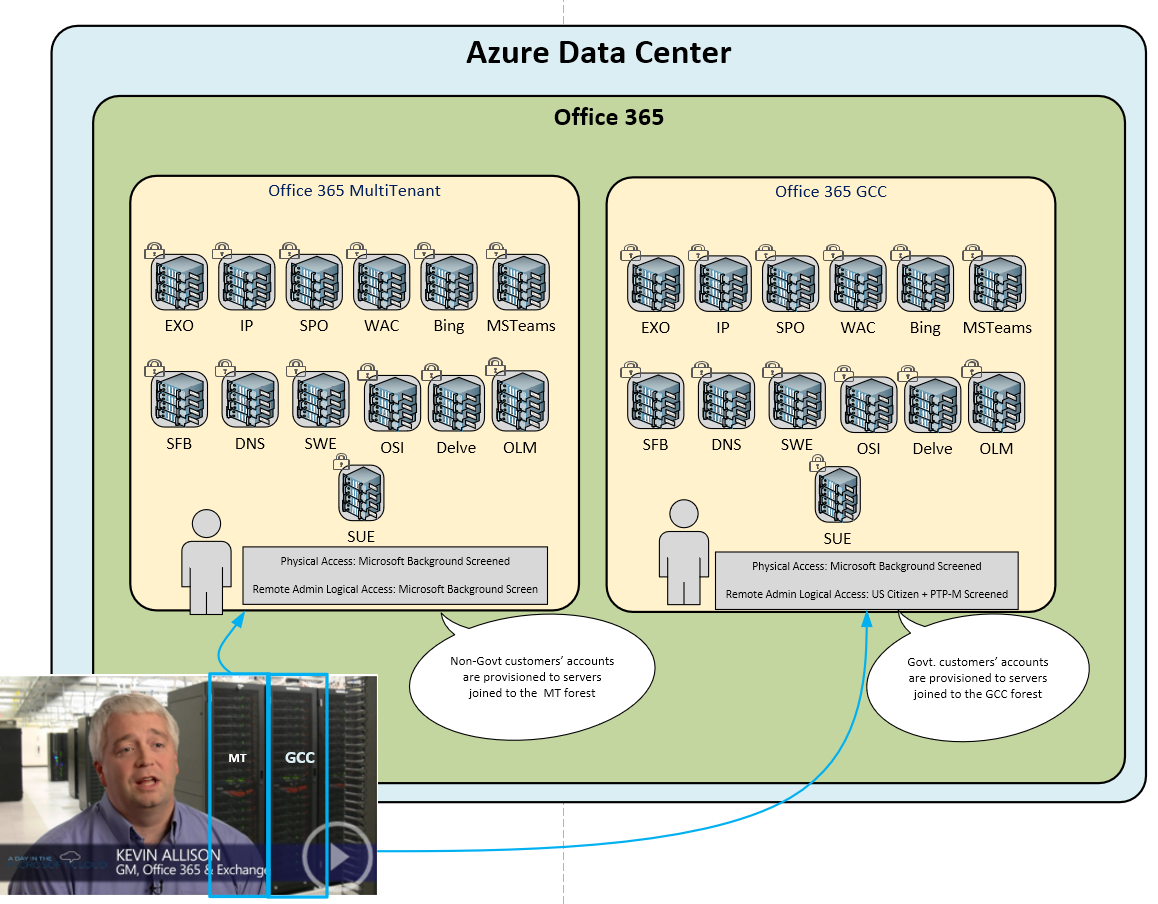 Azure Data Center
Office 365
Office 365 MultiTenant
EXO IP SPO WAC Bing MSTeams
SFB DNS SWE OSI Delve OLM
SUE
Physical Access: Microsoft Background Screened
Remote Admin Logical Access: Microsoft Background Screen
Non-Govt customers’ accounts
are provisioned to servers
joined to the MT forest
Office 365 GCC
EXO IP SPO WAC Bing MSTeams
SFB DNS SWE OSI Delve OLM
SUE
Physical Access: Microsoft Background Screened
Remote Admin Logical Access: US Citizen + PTP-M Screened
Govt. customers’ accounts
are provisioned to servers
joined to the GCC forest
MT GCC
A DAY IN THE
KEVIN ALLISON
GM, Office 365 & Exchange